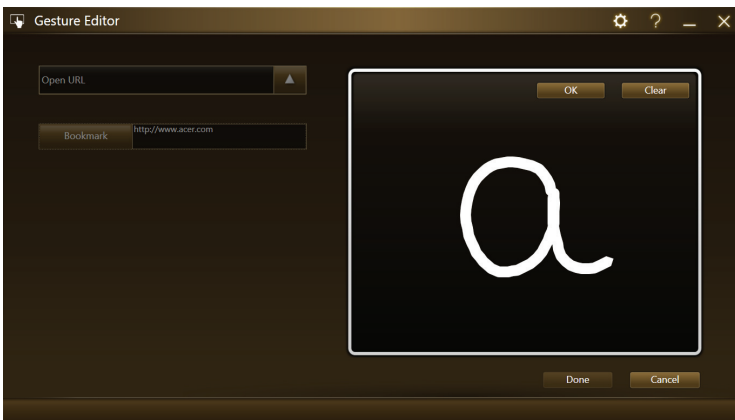 Gesture Editor ?
Open URL
OK Clear
Bookmark http://www.acer.com
a
Done Cancel